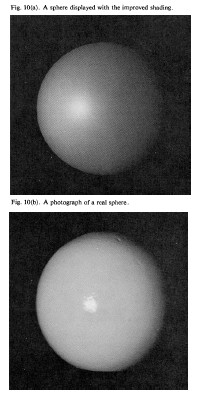 Fig. 10(a). A sphere displayed with the improved shading.
Fig. 10(b). A photograph of a real sphere.